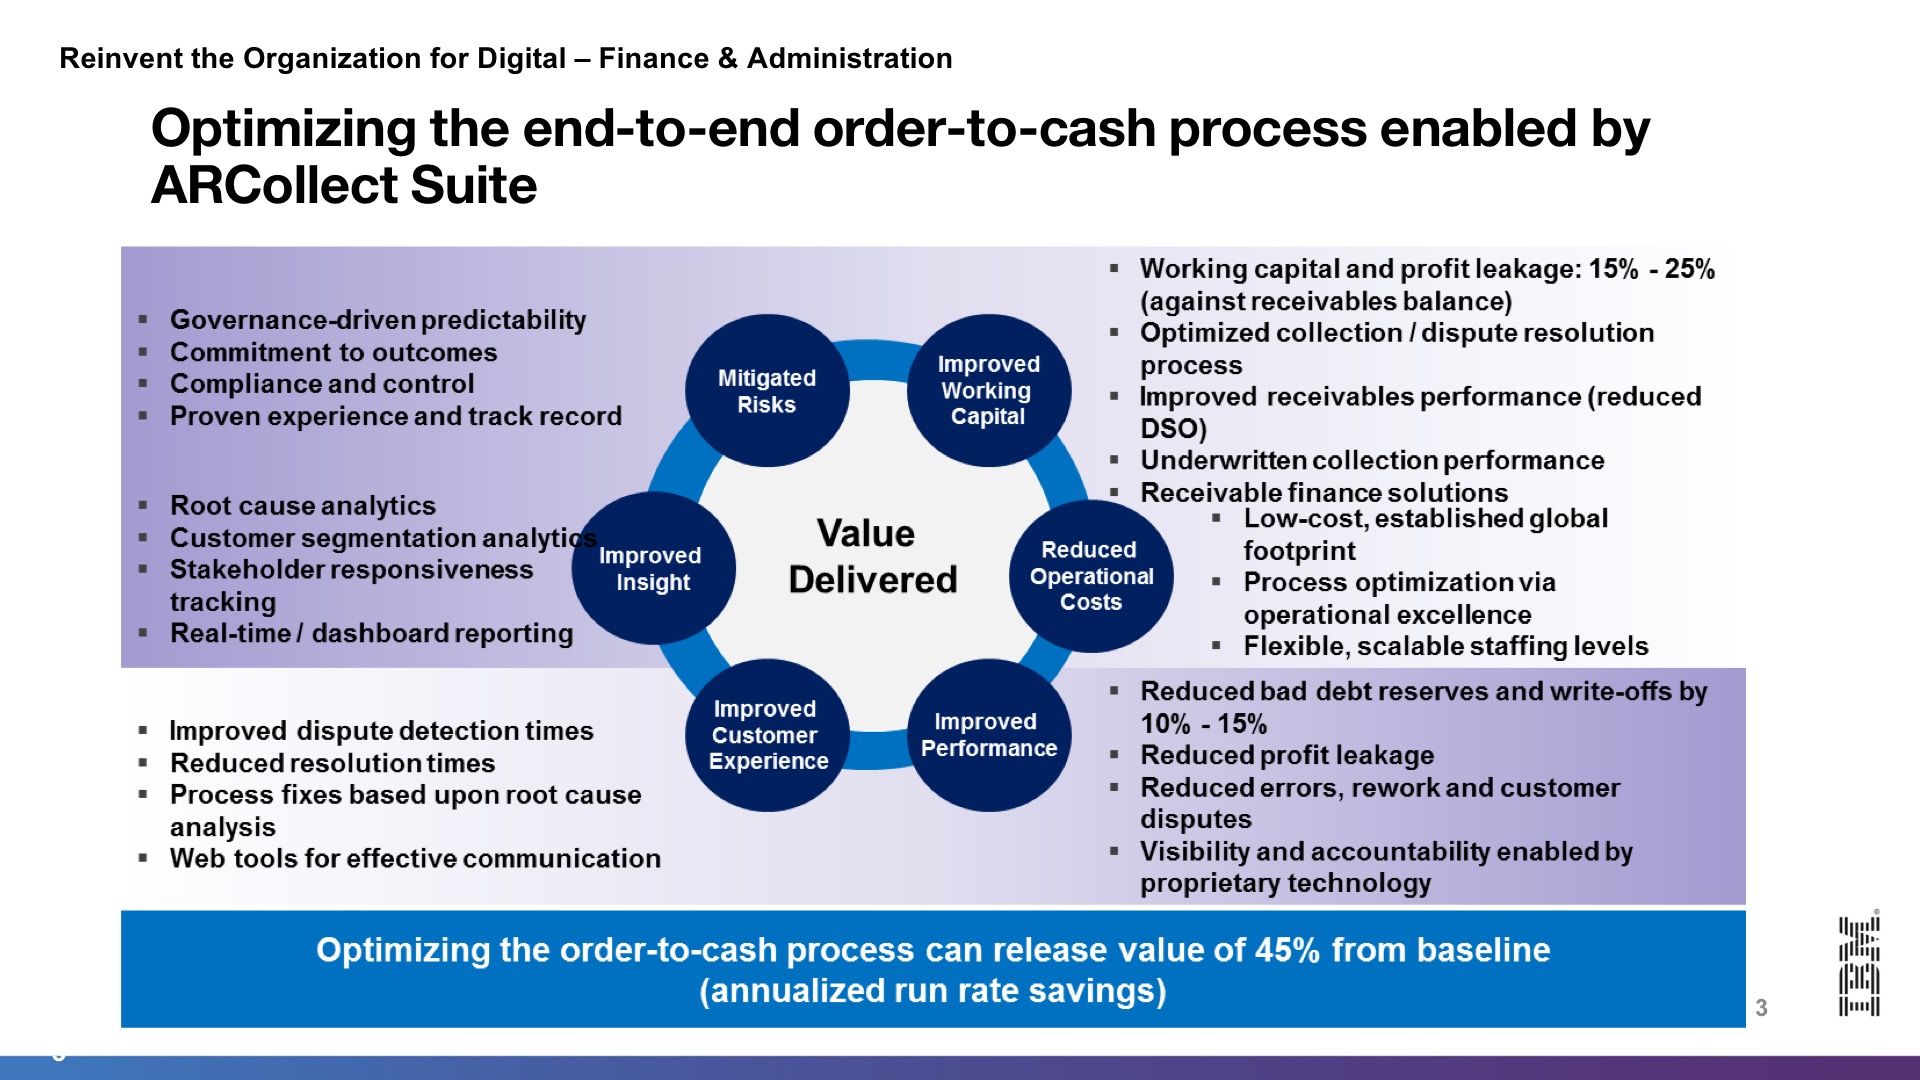 Reinvent the Organization for Digital – Finance & Administration
Optimizing the end-to-end order-to-cash process enabled by
ARCollect Suite
▪ Governance-driven predictability
▪ Commitment to outcomes
▪ Compliance and control
▪ Proven experience and track record
▪ Root cause analytics
▪ Customer segmentation analytics
▪ Stakeholder responsiveness
tracking
▪ Real-time / dashboard reporting
▪ Improved dispute detection times
▪ Reduced resolution times
▪ Process fixes based upon root cause
analysis
▪ Web tools for effective communication
Mitigated
Risks
Improved
Working
Capital
Improved
Insight
Value
Delivered
Reduced
Operational
Costs
Improved
Customer
Experience
Improved
Performance
▪ Working capital and profit leakage: 15% - 25%
(against receivables balance)
▪ Optimized collection / dispute resolution
process
▪ Improved receivables performance (reduced
DSO)
▪ Underwritten collection performance
▪ Receivable finance solutions
▪ Low-cost, established global
footprint
▪ Process optimization via
operational excellence
▪ Flexible, scalable staffing levels
▪ Reduced bad debt reserves and write-offs by
10% - 15%
▪ Reduced profit leakage
▪ Reduced errors, rework and customer
disputes
▪ Visibility and accountability enabled by
proprietary technology
Optimizing the order-to-cash process can release value of 45% from baseline
(annualized run rate savings)
3
IBM®